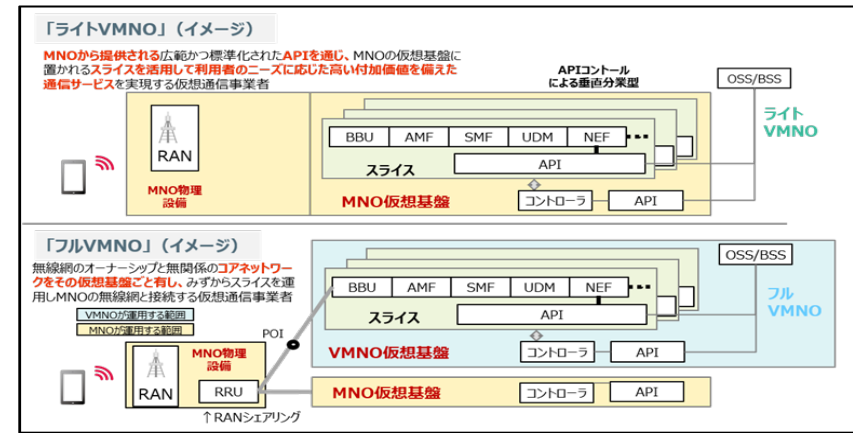 「ライトVMNO」（イメージ）
MNOから提供される広範かつ標準化されたAPIを通じ、MNOの仮想基盤に
置かれるスライスを活用して利用者のニーズに応じた高い付加価値を備えた
通信サービスを実現する仮想通信事業者
APIコントール
による垂直分業型
OSS/BSS
ライト
VMNO
RAN
MNO物理
設備
BBU AMF SMF UDM NEF
スライス
API
MNO仮想基盤
コントローラ
API
「フルVMNO」（イメージ）
無線網のオーナーシップと無関係のコアネットワー
クをその仮想基盤ごと有し、みずからスライスを運
用しMNOの無線網と接続する仮想通信事業者
VMNOが運用する範囲
MNOが運用する範囲
POI
OSS/BSS
フル
VMNO
BBU AMF SMF UDM NEF
スライス
API
VMNO仮想基盤
コントローラ
API
MNO物理
設備
RAN
RRU
↑RANシェアリング
MNO仮想基盤
コントローラ
API